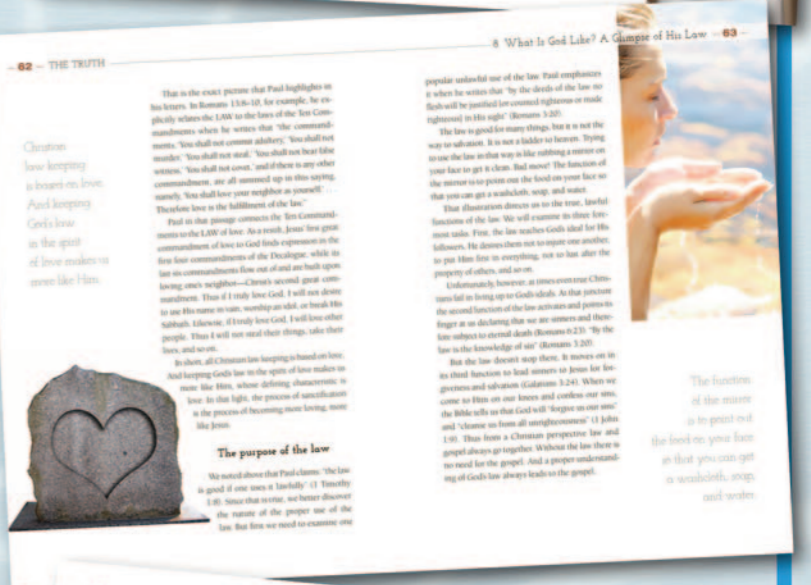 – 62 – THE TRUTH
Christian
law keeping
is based on love.
And keeping
God's law
in the spirit
of love makes us
more like Him.
That is the exact picture that Paul highlights in
his letters. In Romans 13:8–10, for example, he ex-
plicitly relates the LAW to the laws of the Ten Com-
mandments when he writes that "the command-
ments, 'You shall not commit adultery,' 'You shall not
murder,' 'You shall not steal,' 'You shall not bear false
witness,' 'You shall not covet,' and if there is any other
commandment, are all summed up in this saying,
namely, 'You shall love your neighbor as yourself.' . . .
Therefore love is the fulfillment of the law."
Paul in that passage connects the Ten Command-
ments to the LAW of love. As a result, Jesus' first great
commandment of love to God finds expression in the
first four commandments of the Decalogue, while its
last six commandments flow out of and are built upon
loving one's neighbor—Christ's second great com-
mandment. Thus if I truly love God, I will not desire
to use His name in vain, worship an idol, or break His
Sabbath. Likewise, if I truly love God, I will love other
people. Thus I will not steal their things, take their
lives, and so on.
In short, all Christian law keeping is based on love.
And keeping God's law in the spirit of love makes us
more like Him, whose defining characteristic is
love. In that light, the process of sanctification
is the process of becoming more loving, more
like Jesus.
The purpose of the law
We noted above that Paul claims "the law
is good if one uses it lawfully" (1 Timothy
1:8). Since that is true, we better discover
the nature of the proper use of the
law. But first we need to examine one
8 What Is God Like? A Glimpse of His Law – 63 –
popular unlawful use of the law. Paul emphasizes
it when he writes that "by the deeds of the law no
flesh will be justified [or counted righteous or made
righteous] in His sight" (Romans 3:20).
The law is good for many things, but it is not the
way to salvation. It is not a ladder to heaven. Trying
to use the law in that way is like rubbing a mirror on
your face to get it clean. Bad move! The function of
the mirror is to point out the food on your face so
that you can get a washcloth, soap, and water.
That illustration directs us to the true, lawful
functions of the law. We will examine its three fore-
most tasks. First, the law teaches God's ideal for His
followers. He desires them not to injure one another,
to put Him first in everything, not to lust after the
property of others, and so on.
Unfortunately, however, at times even true Chris-
tians fail in living up to God's ideals. At that juncture
the second function of the law activates and points its
finger at us declaring that we are sinners and there-
fore subject to eternal death (Romans 6:23). "By the
law is the knowledge of sin" (Romans 3:20).
But the law doesn't stop there. It moves on in
its third function to lead sinners to Jesus for for-
giveness and salvation (Galatians 3:24). When we
come to Him on our knees and confess our sins,
the Bible tells us that God will "forgive us our sins"
and "cleanse us from all unrighteousness" (1 John
1:9). Thus from a Christian perspective law and
gospel always go together. Without the law there is
no need for the gospel. And a proper understand-
ing of God's law always leads to the gospel.
The function
of the mirror
is to point out
the food on your face
so that you can get
a washcloth, soap,
and water.